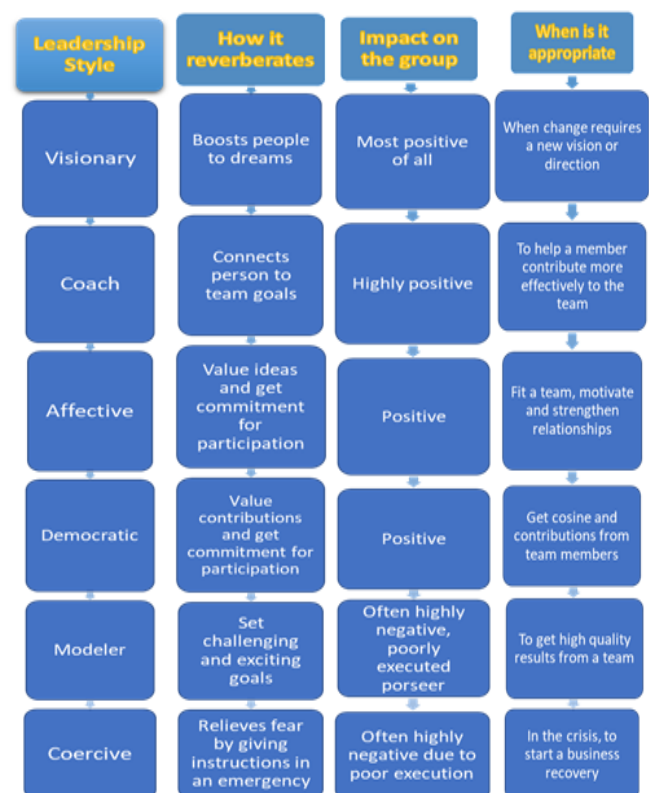 Leadership
Style
How it
reverberates
Impact on
the group
When is it
appropriate
Visionary
Boosts people
to dreams
Most positive
of all
When change requires
a new vision or
direction
Coach
Connects
person to
team goals
Highly positive
To help a member
contribute more
effectively to the
team
Affective
Value ideas
and get
commitment
for
participation
Positive
Fit a team, motivate
and strengthen
relationships
Democratic
Value
contributions
and get
commitment for
participation
Positive
Get cosine and
contributions from
team members
Modeler
Set
challenging
and exciting
goals
Often highly
negative,
poorly
executed
porseer
To get high quality
results from a team
Coercive
Relieves fear
by giving
instructions in
an emergency
Often highly
negative due to
poor execution
In the crisis, to
start a business
recovery